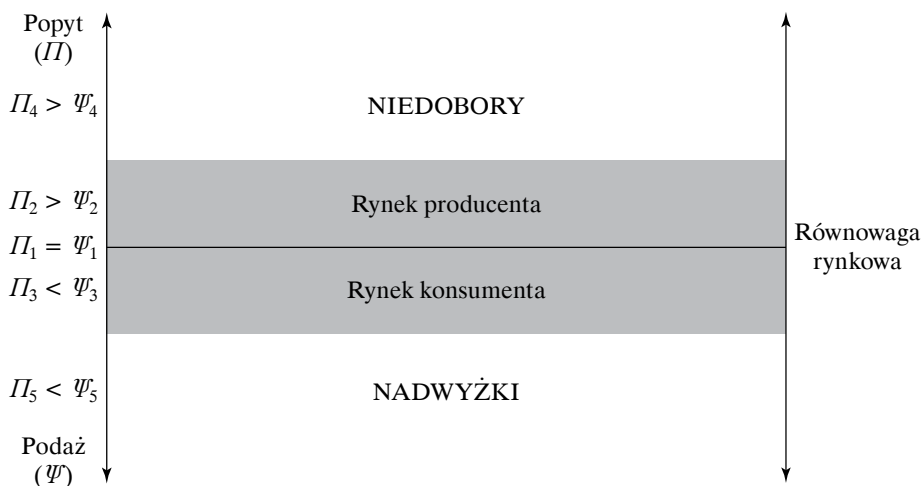 Popyt
(Π)
Π₄ > Ψ₄
NIEDOBORY
Π₂ > Ψ₂
Rynek producenta
Π₁ = Ψ₁
Równowaga
rynkowa
Π₃ < Ψ₃
Rynek konsumenta
Π₅ < Ψ₅
NADWYŻKI
Podaż
(Ψ)